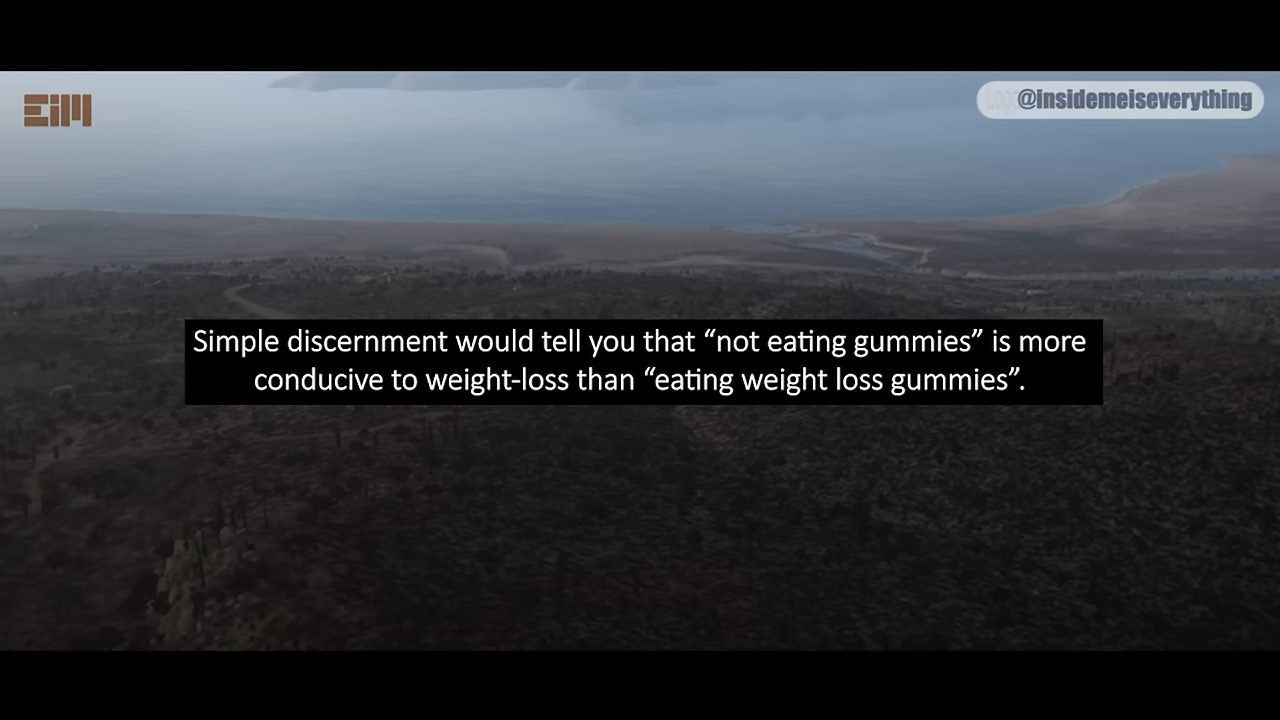 EiM
@insidemeiseverything
Simple discernment would tell you that “not eating gummies” is more
conducive to weight-loss than “eating weight loss gummies”.